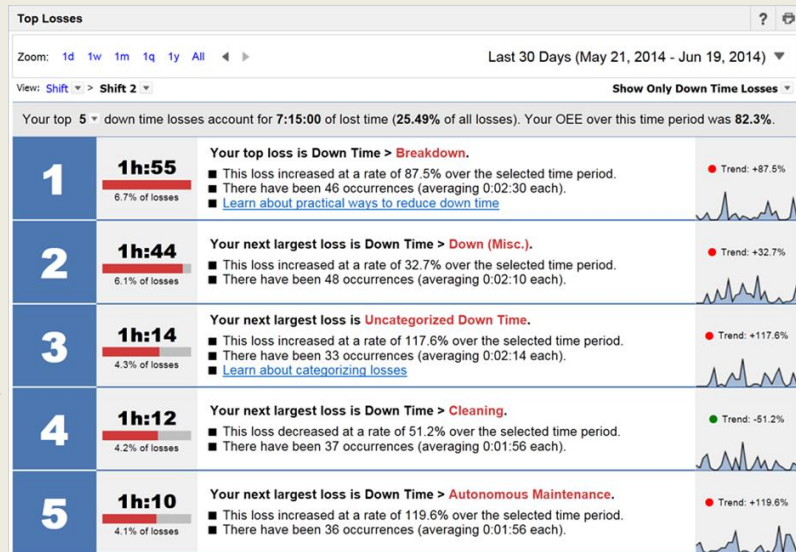 Top Losses ?
Zoom: 1d 1w 1m 1q 1y All Last 30 Days (May 21, 2014 - Jun 19, 2014)
View: Shift > Shift 2 Show Only Down Time Losses
Your top 5 down time losses account for 7:15:00 of lost time (25.49% of all losses). Your OEE over this time period was 82.3%.
1
1h:55
6.7% of losses
Your top loss is Down Time > Breakdown.
■ This loss increased at a rate of 87.5% over the selected time period.
■ There have been 46 occurrences (averaging 0:02:30 each).
■ Learn about practical ways to reduce down time
Trend: +87.5%
2
1h:44
6.1% of losses
Your next largest loss is Down Time > Down (Misc.).
■ This loss increased at a rate of 32.7% over the selected time period.
■ There have been 48 occurrences (averaging 0:02:10 each).
Trend: +32.7%
3
1h:14
4.3% of losses
Your next largest loss is Uncategorized Down Time.
■ This loss increased at a rate of 117.6% over the selected time period.
■ There have been 33 occurrences (averaging 0:02:14 each).
■ Learn about categorizing losses
Trend: +117.6%
4
1h:12
4.2% of losses
Your next largest loss is Down Time > Cleaning.
■ This loss decreased at a rate of 51.2% over the selected time period.
■ There have been 37 occurrences (averaging 0:01:56 each).
Trend: -51.2%
5
1h:10
4.1% of losses
Your next largest loss is Down Time > Autonomous Maintenance.
■ This loss increased at a rate of 119.6% over the selected time period.
■ There have been 36 occurrences (averaging 0:01:56 each).
Trend: +119.6%